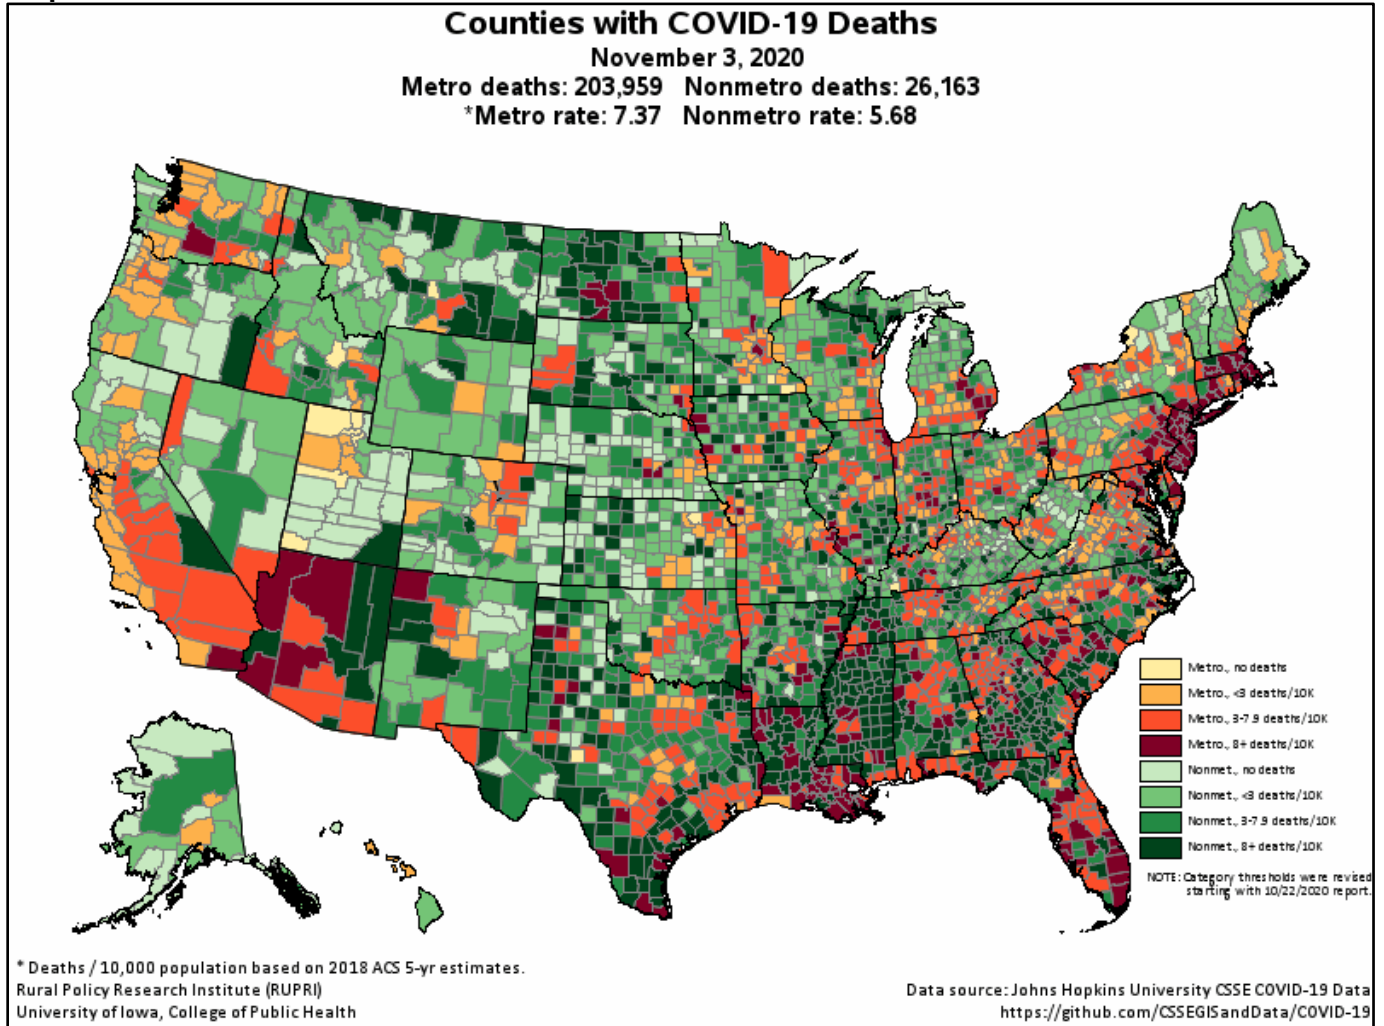 Counties with COVID-19 Deaths
November 3, 2020
Metro deaths: 203,959 Nonmetro deaths: 26,163
*Metro rate: 7.37 Nonmetro rate: 5.68
Metro., no deaths
Metro., <3 deaths/10K
Metro., 3-7.9 deaths/10K
Metro., 8+ deaths/10K
Nonmet., no deaths
Nonmet., <3 deaths/10K
Nonmet., 3-7.9 deaths/10K
Nonmet., 8+ deaths/10K
NOTE: Category thresholds were revised
starting with 10/22/2020 report.
* Deaths / 10,000 population based on 2018 ACS 5-yr estimates.
Rural Policy Research Institute (RUPRI)
University of Iowa, College of Public Health
Data source: Johns Hopkins University CSSE COVID-19 Data
https://github.com/CSSEGISandData/COVID-19